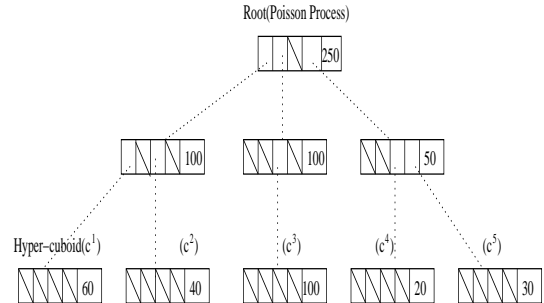 Root(Poisson Process)
250
100 100 50
Hyper-cuboid(c¹) (c²) (c³) (c⁴) (c⁵)
60 40 100 20 30